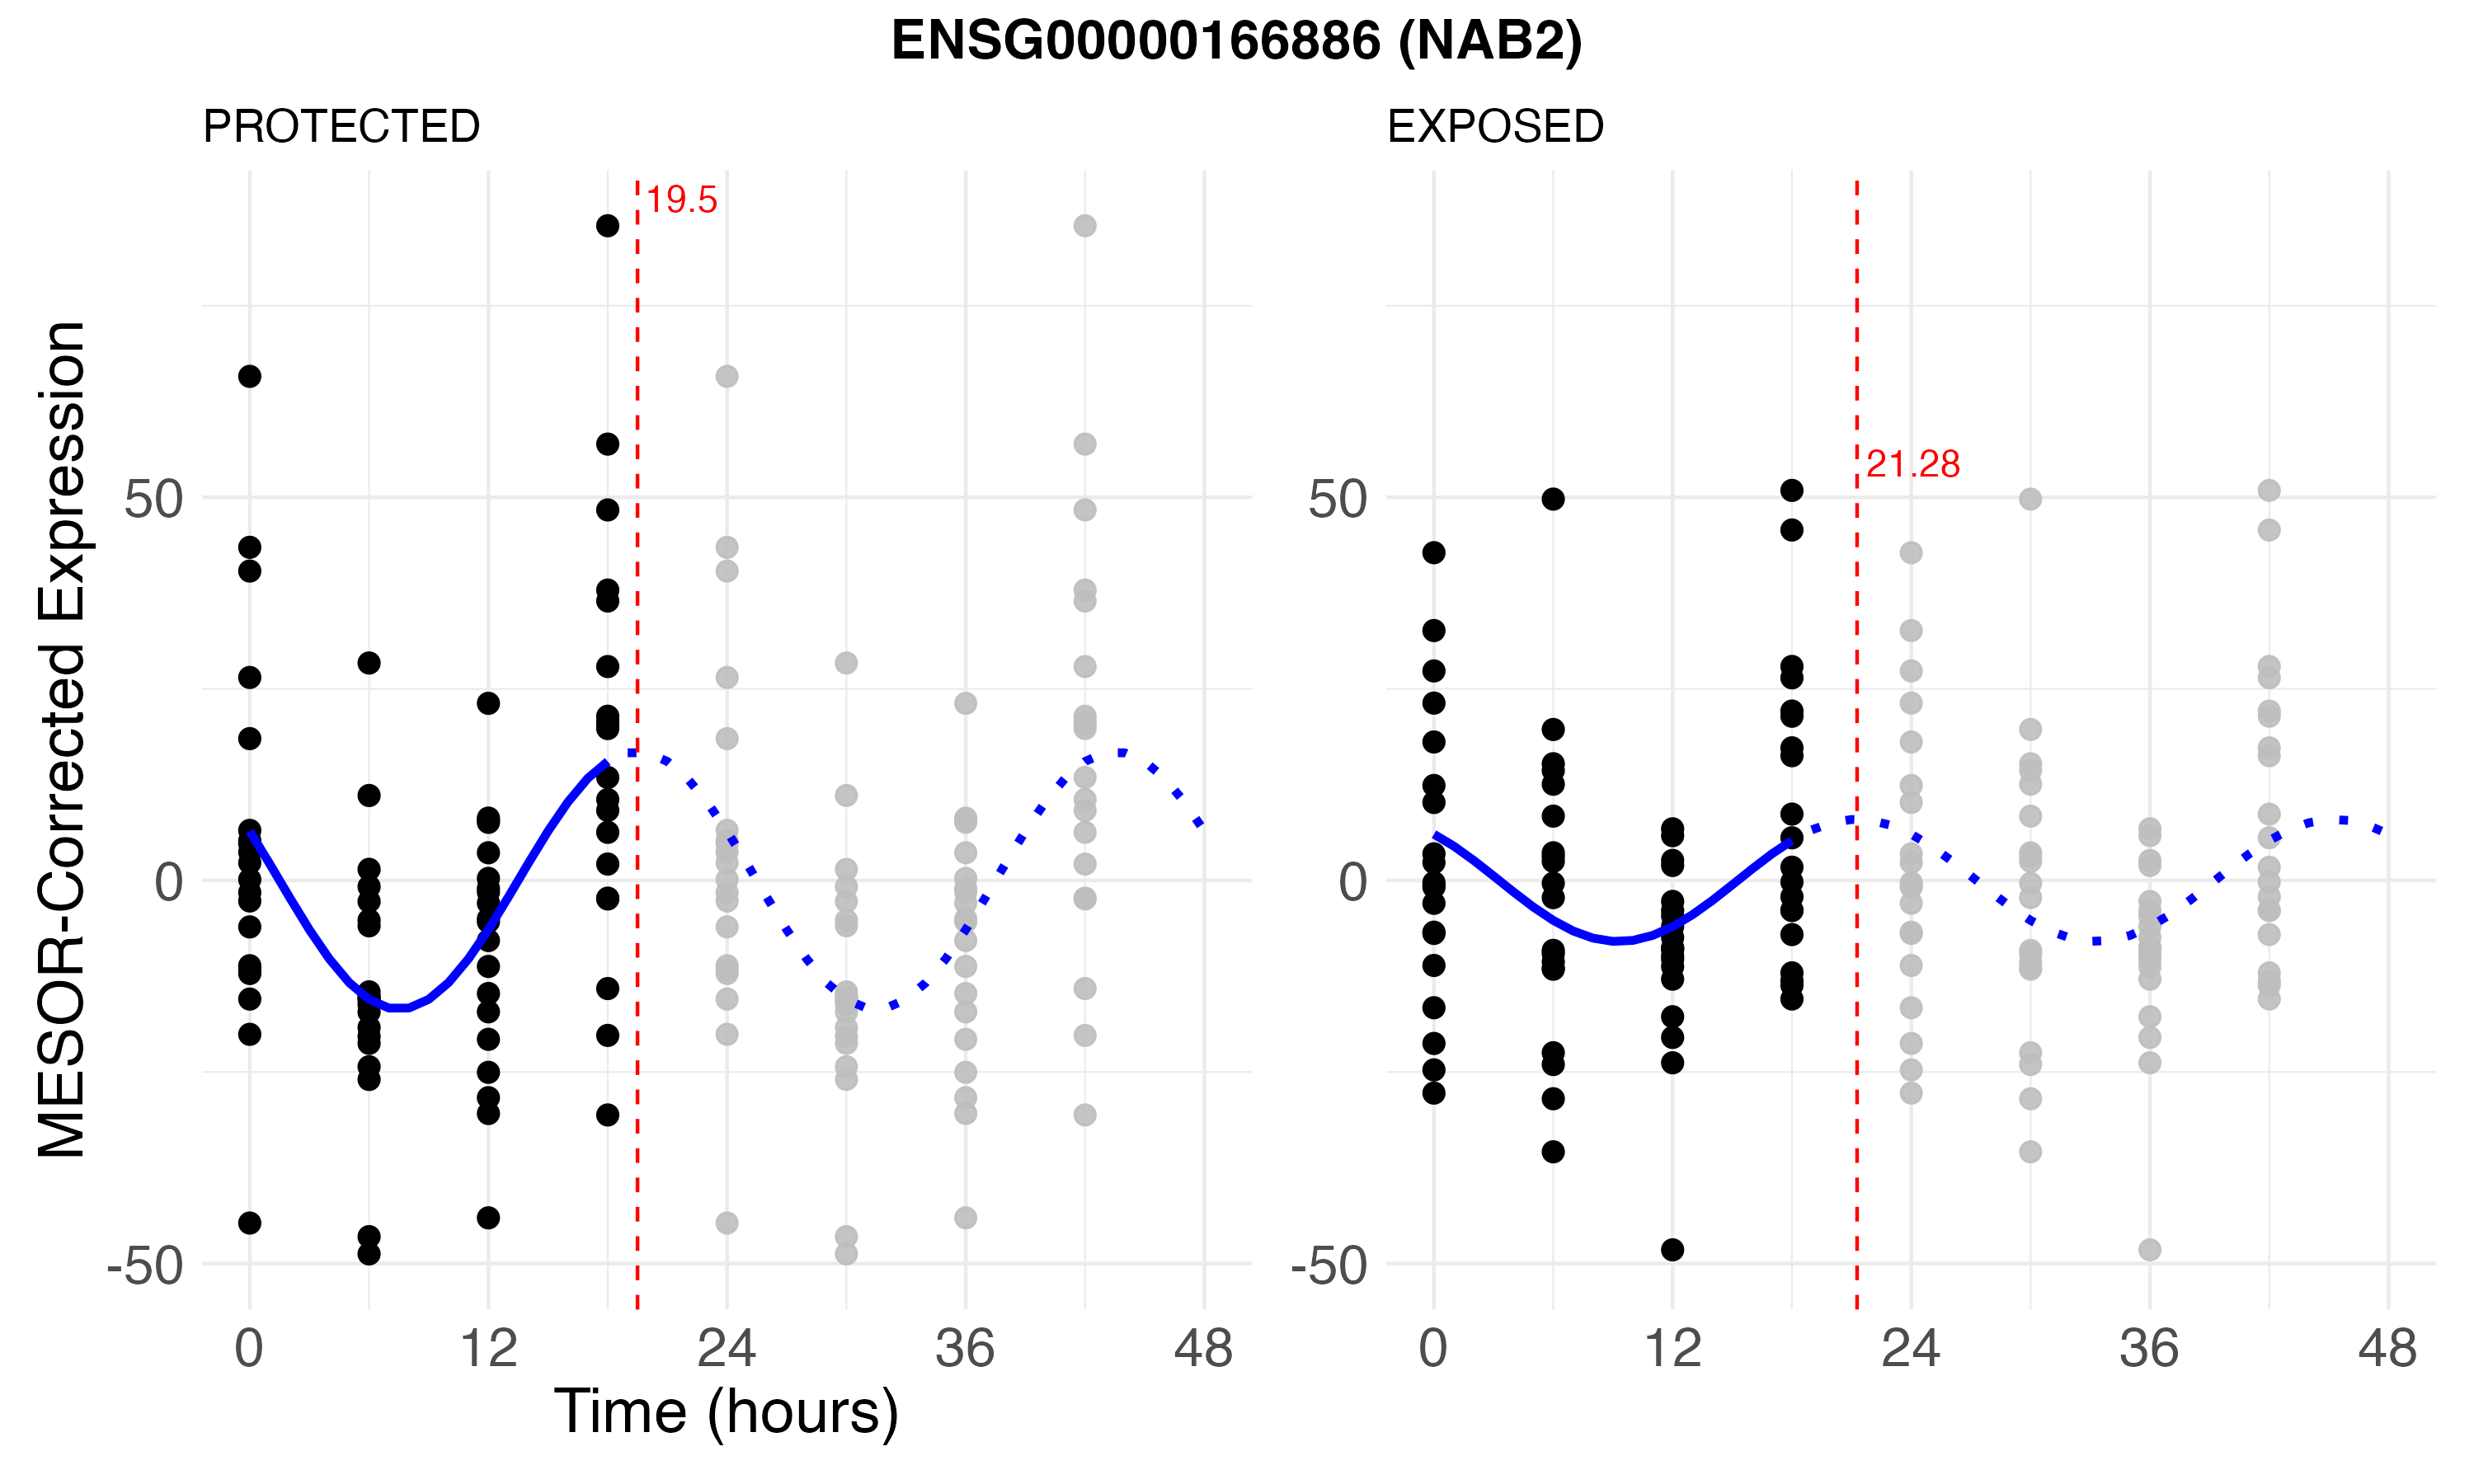 ENSG00000166886 (NAB2)
PROTECTED
EXPOSED
MESOR-Corrected Expression
50
0
-50
19.5
0 12 24 36 48
Time (hours)
50
0
-50
21.28
0 12 24 36 48